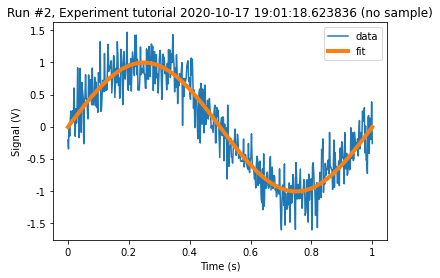 Run #2, Experiment tutorial 2020-10-17 19:01:18.623836 (no sample)
data
fit
Signal (V)
1.5
1
0.5
0
-0.5
-1
-1.5
0
0.2
0.4
0.6
0.8
1
Time (s)